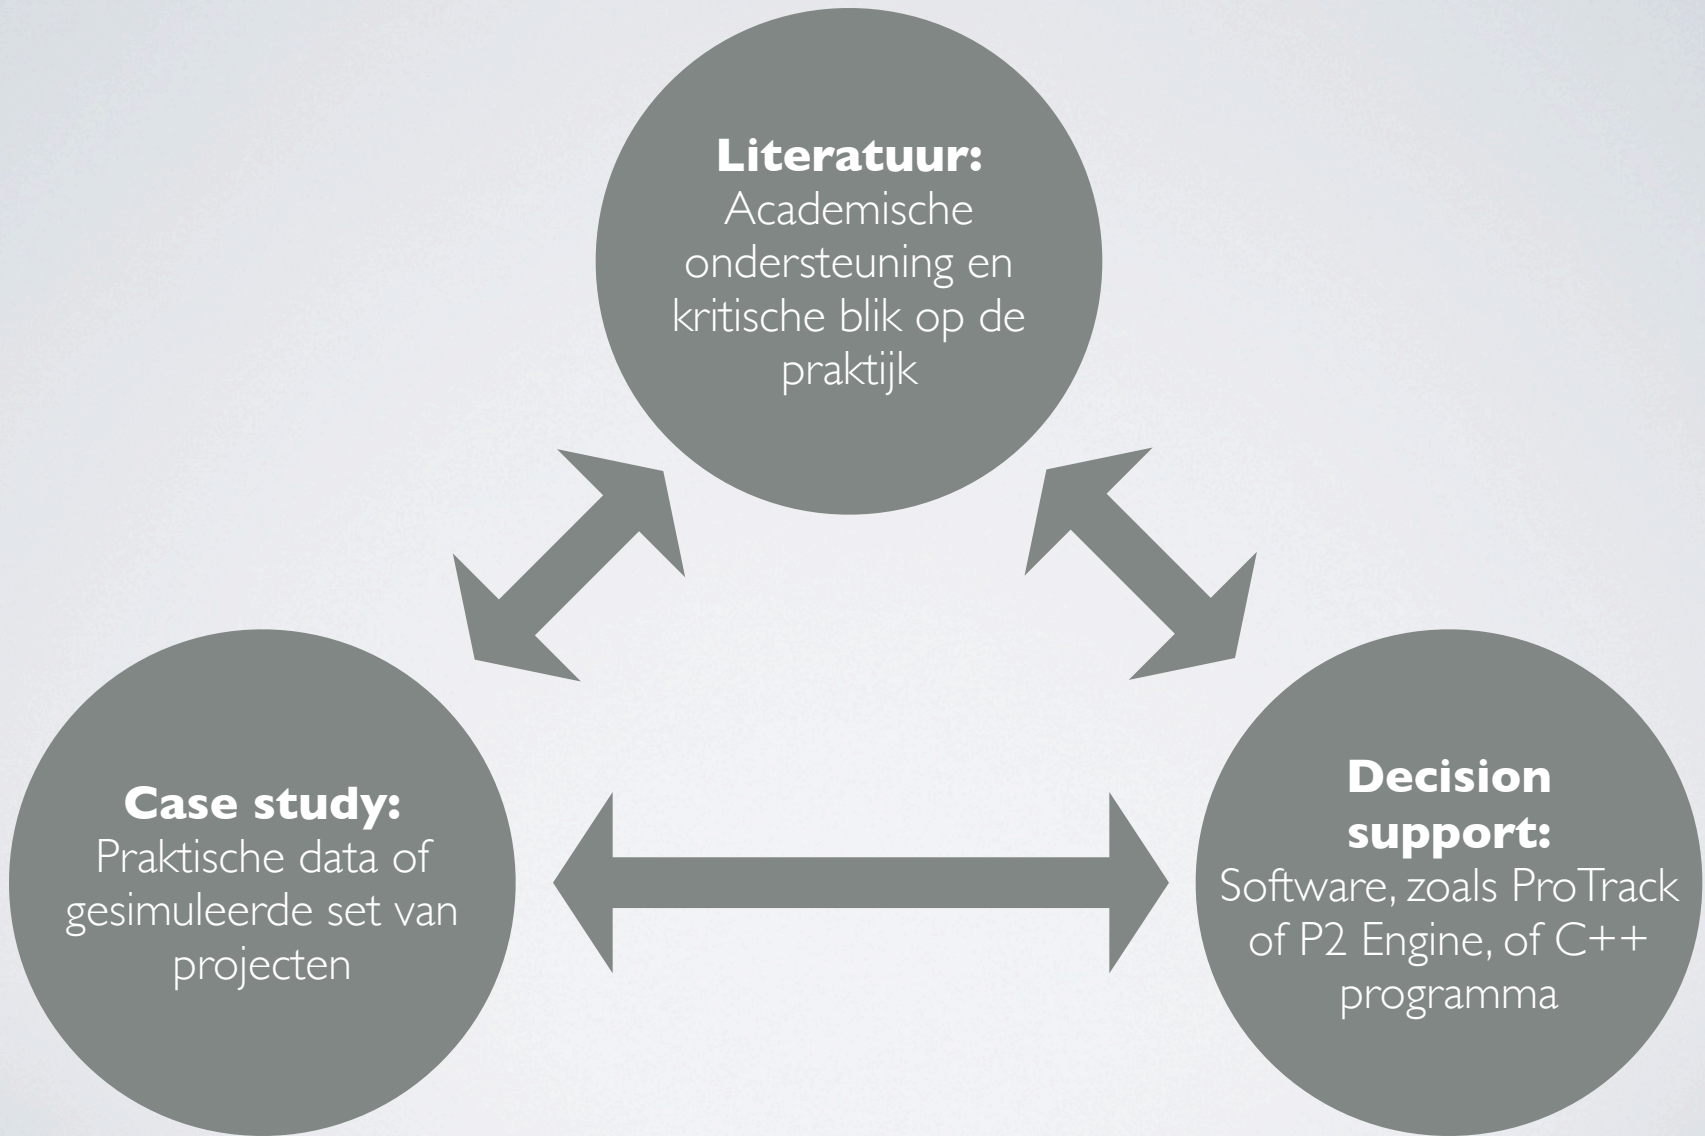 Literatuur:
Academische
ondersteuning en
kritische blik op de
praktijk
Case study:
Praktische data of
gesimuleerde set van
projecten
Decision
support:
Software, zoals ProTrack
of P2 Engine, of C++
programma